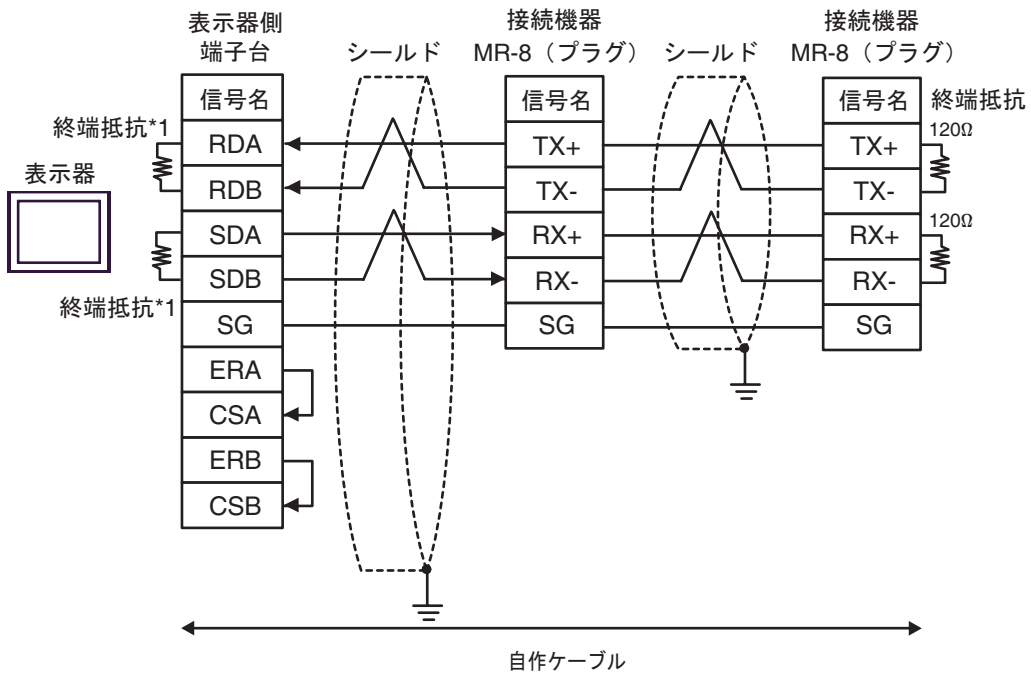 表示器側
端子台
シールド
接続機器
MR-8（プラグ）
シールド
接続機器
MR-8（プラグ）
信号名
信号名
信号名
終端抵抗
終端抵抗*1
RDA
TX+
TX+
120Ω
表示器
RDB
TX-
TX-
SDA
RX+
RX+
120Ω
SDB
RX-
RX-
終端抵抗*1
SG
SG
SG
ERA
CSA
ERB
CSB
自作ケーブル